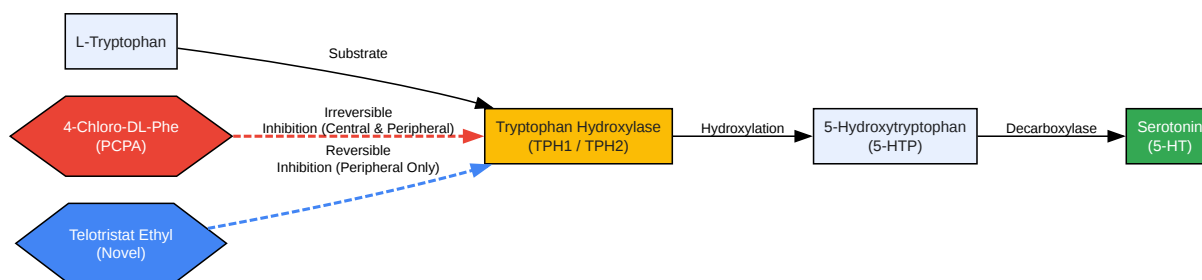 L-Tryptophan
Substrate
4-Chloro-DL-Phe
(PCPA)
Irreversible
Inhibition (Central & Peripheral)
Reversible
Inhibition (Peripheral Only)
Telotristat Ethyl
(Novel)
Tryptophan Hydroxylase
(TPH1 / TPH2)
Hydroxylation
5-Hydroxytryptophan
(5-HTP)
Decarboxylase
Serotonin
(5-HT)